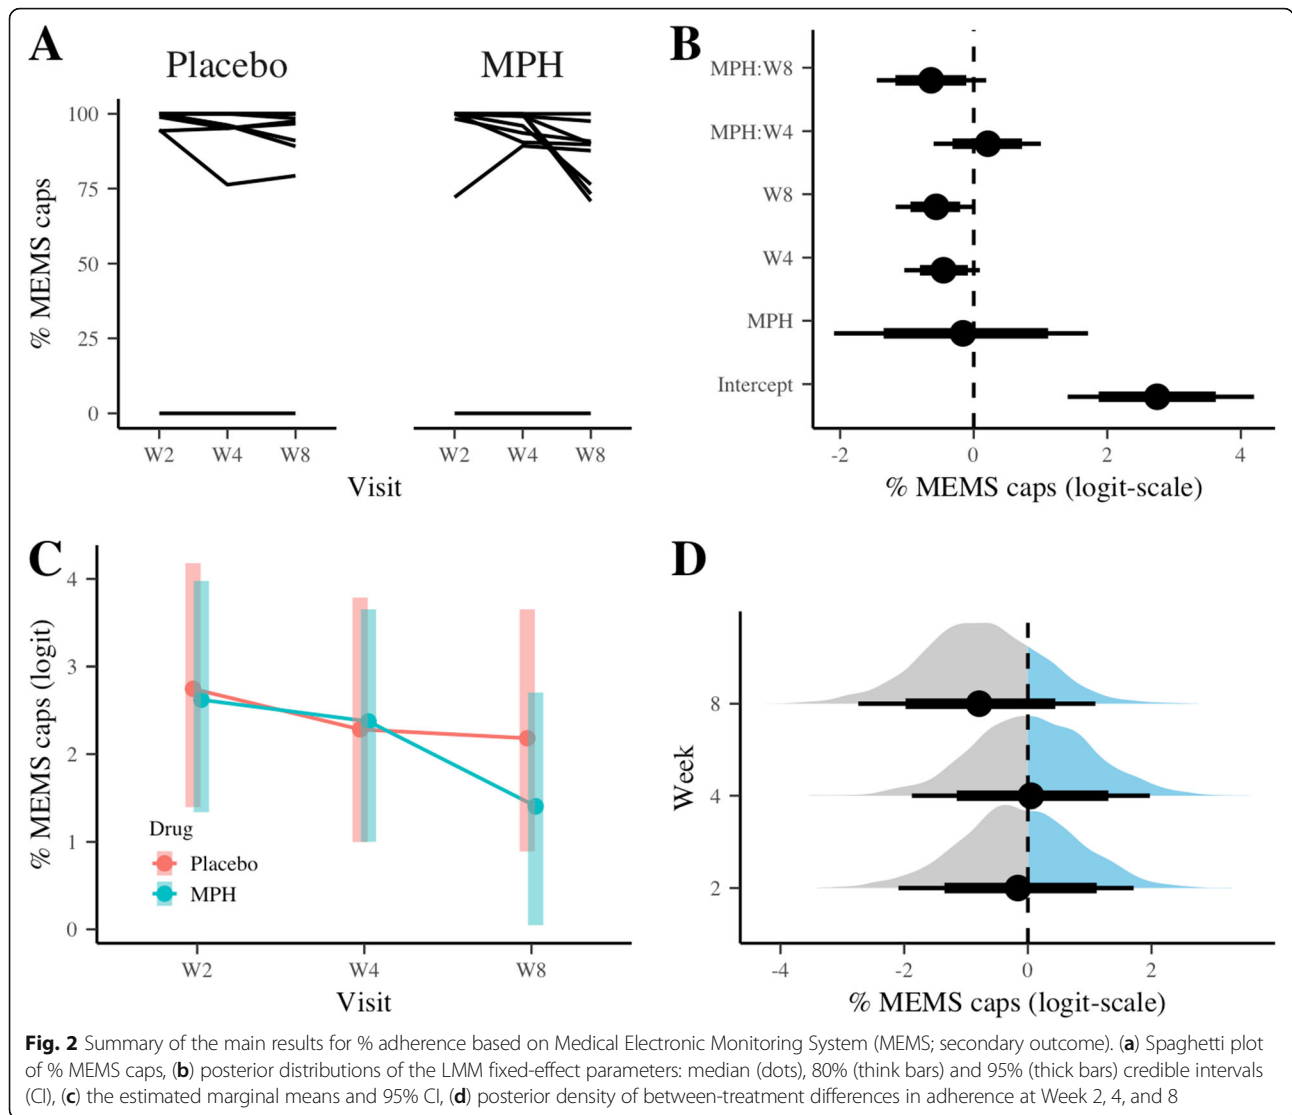 A
Placebo
MPH
100
75
50
25
0
% MEMS caps
W2
W4
W8
W2
W4
W8
Visit
B
MPH:W8
MPH:W4
W8
W4
MPH
Intercept
-2
0
2
4
% MEMS caps (logit-scale)
C
4
3
2
1
0
% MEMS caps (logit)
Drug
Placebo
MPH
W2
W4
W8
Visit
D
8
4
2
Week
-4
-2
0
2
% MEMS caps (logit-scale)
Fig. 2 Summary of the main results for % adherence based on Medical Electronic Monitoring System (MEMS; secondary outcome). (a) Spaghetti plot
of % MEMS caps, (b) posterior distributions of the LMM fixed-effect parameters: median (dots), 80% (think bars) and 95% (thick bars) credible intervals
(CI), (c) the estimated marginal means and 95% CI, (d) posterior density of between-treatment differences in adherence at Week 2, 4, and 8